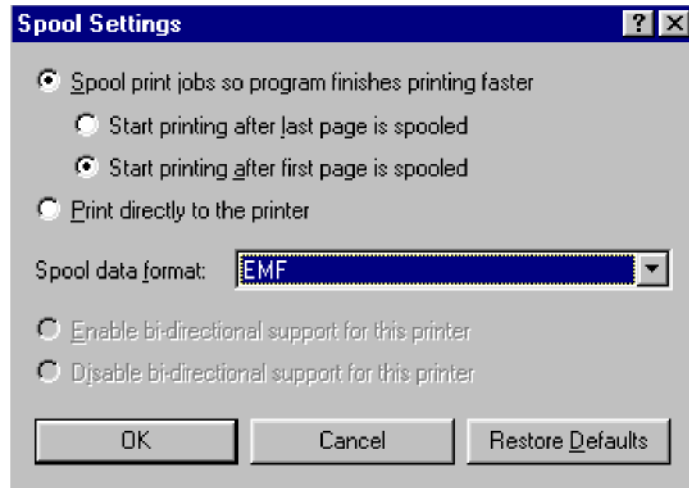 Spool Settings
Spool print jobs so program finishes printing faster
Start printing after last page is spooled
Start printing after first page is spooled
Print directly to the printer
Spool data format: EMF
Enable bi-directional support for this printer
Disable bi-directional support for this printer
OK Cancel Restore Defaults